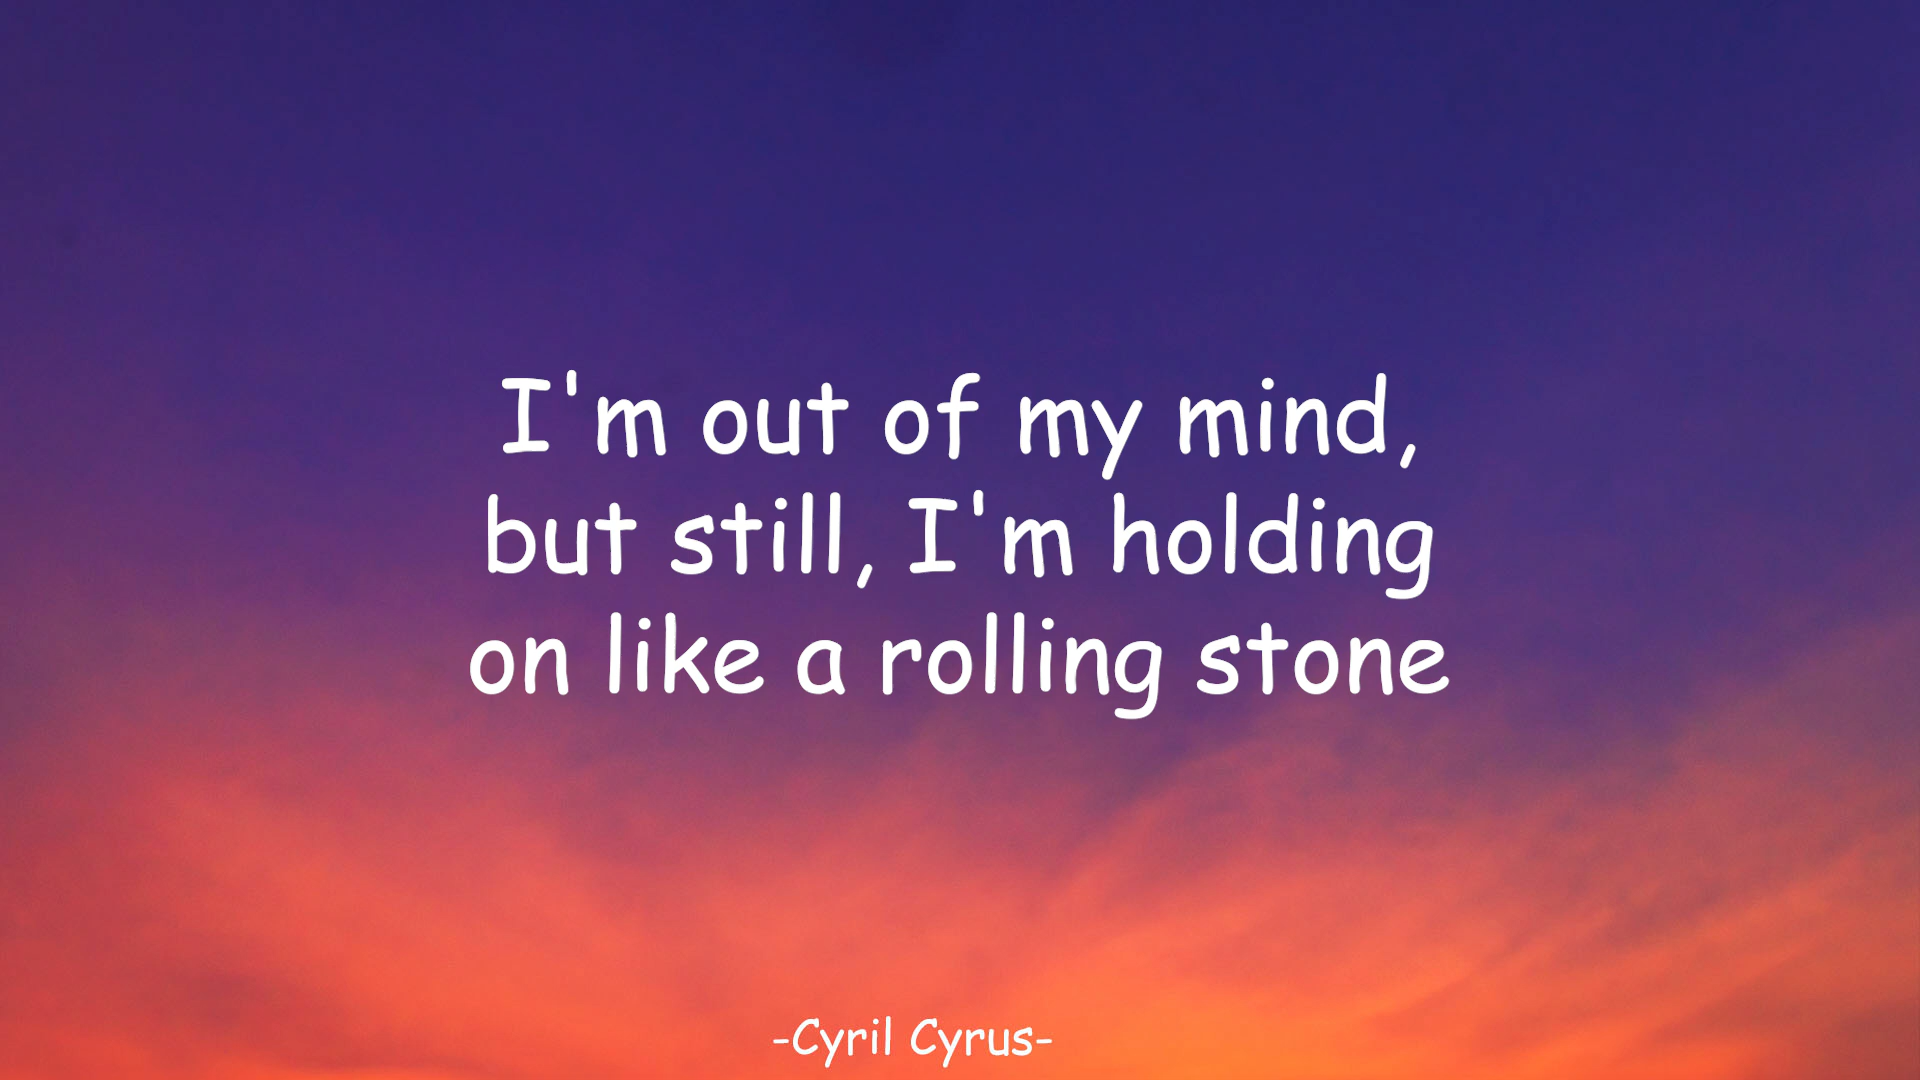 I'm out of my mind,
but still, I'm holding
on like a rolling stone
-Cyril Cyrus-